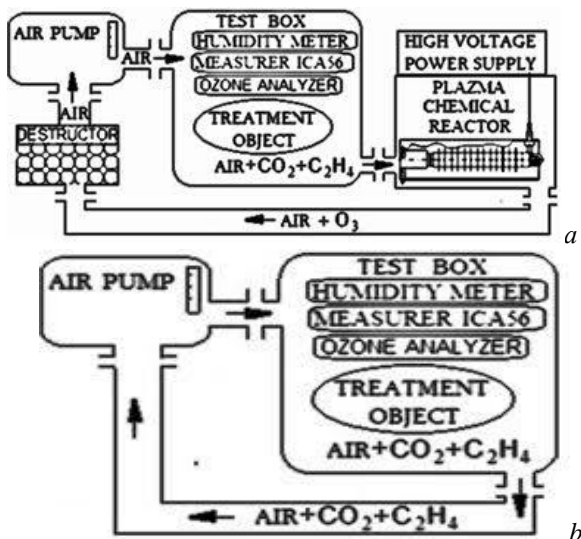 AIR PUMP
AIR
TEST BOX
HUMIDITY METER
MEASURER ICA56
OZONE ANALYZER
TREATMENT
OBJECT
AIR+CO₂+C₂H₄
HIGH VOLTAGE
POWER SUPPLY
PLASMA
CHEMICAL
REACTOR
AIR
DESTRUCTOR
AIR + O₃
a
AIR PUMP
TEST BOX
HUMIDITY METER
MEASURER ICA56
OZONE ANALYZER
TREATMENT
OBJECT
AIR+CO₂+C₂H₄
AIR+CO₂+C₂H₄
b